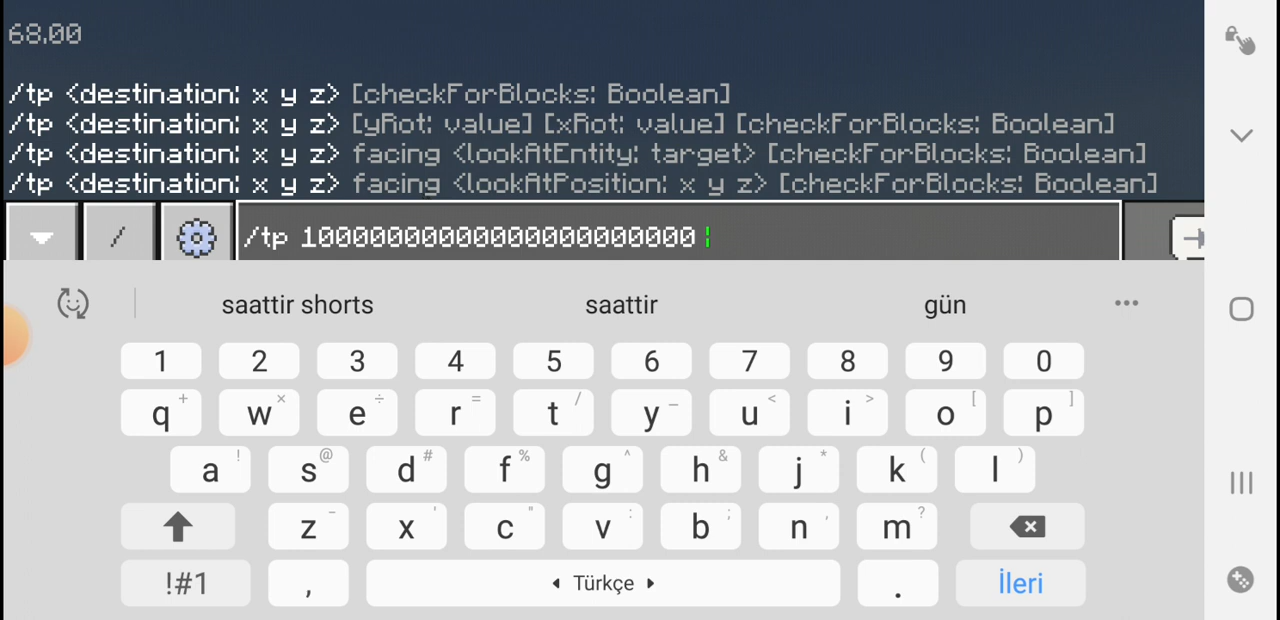 68.00
/tp <destination: x y z> [checkForBlocks: Boolean]
/tp <destination: x y z> [yRot: value] [xRot: value] [checkForBlocks: Boolean]
/tp <destination: x y z> facing <lookAtEntity: target> [checkForBlocks: Boolean]
/tp <destination: x y z> facing <lookAtPosition: x y z> [checkForBlocks: Boolean]
/ /tp 10000000000000000000000
saattir shorts saattir gün •••
1 2 3 4 5 6 7 8 9 0
q + w × e ÷ r = t / y _ u < i > o [ p ]
a ! s @ d # f % g ^ h & j * k ( l )
z - x ' c " v : b ; n , m ?
!#1 , Türkçe . İleri